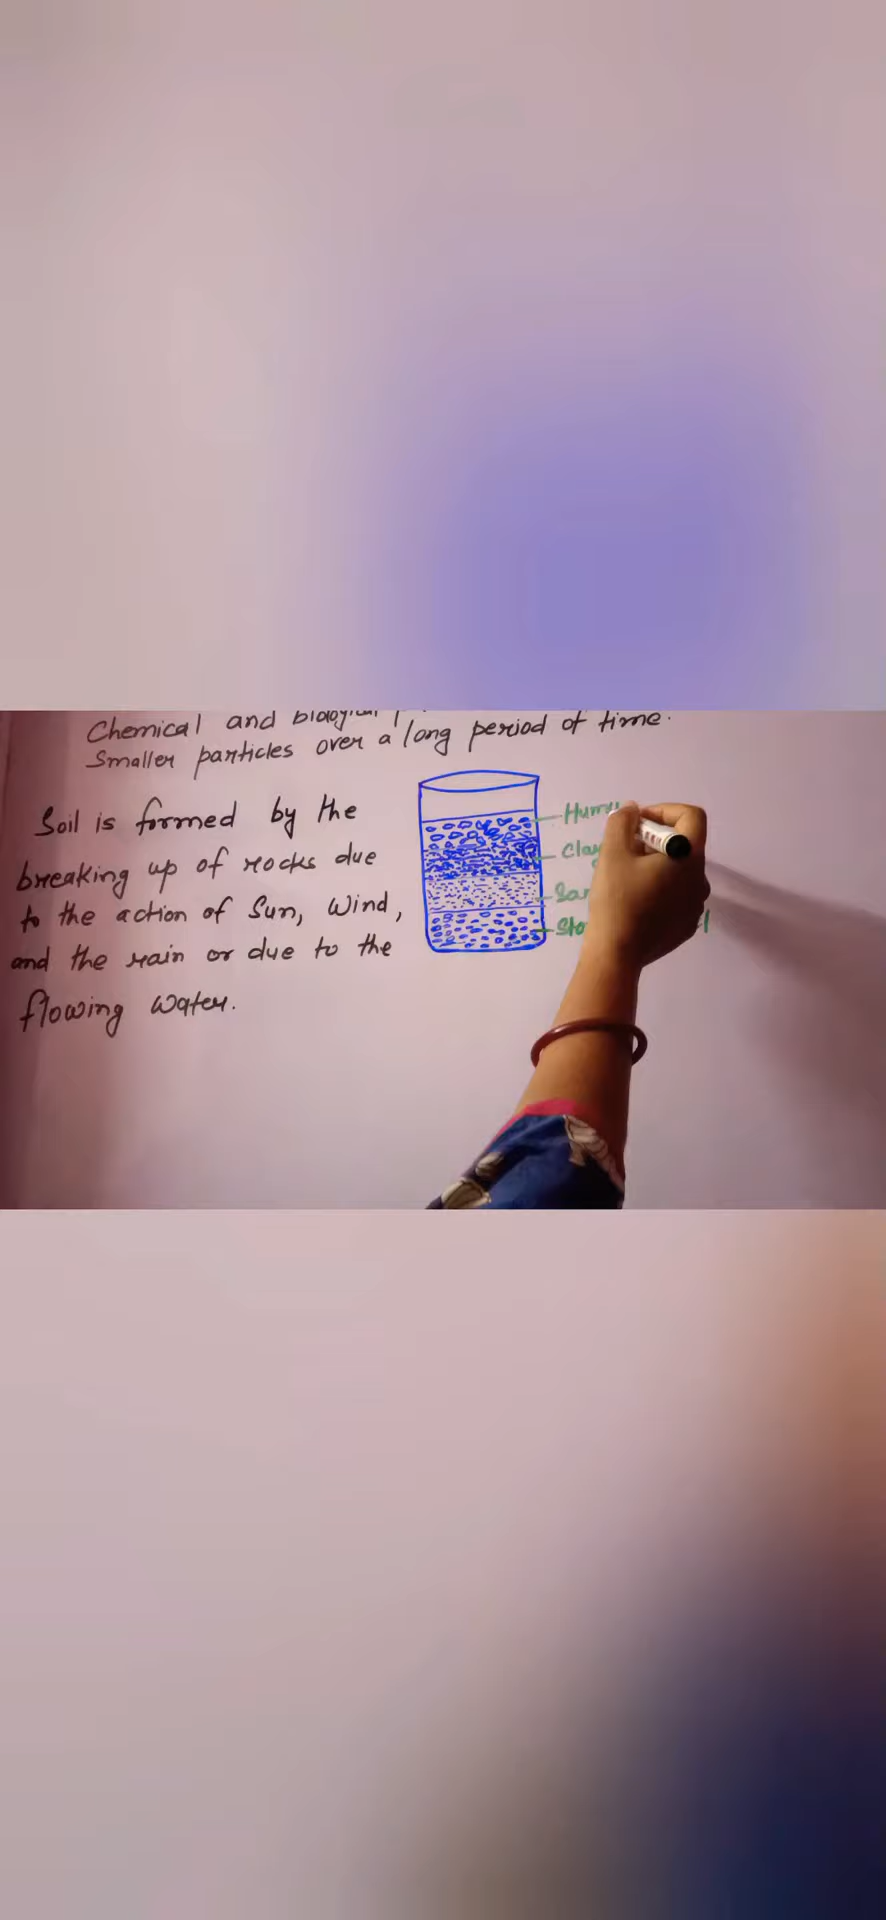 Chemical and biological
Smaller particles over a long period of time.
Soil is formed by the
breaking up of rocks due
to the action of Sun, Wind,
and the rain or due to the
flowing water.